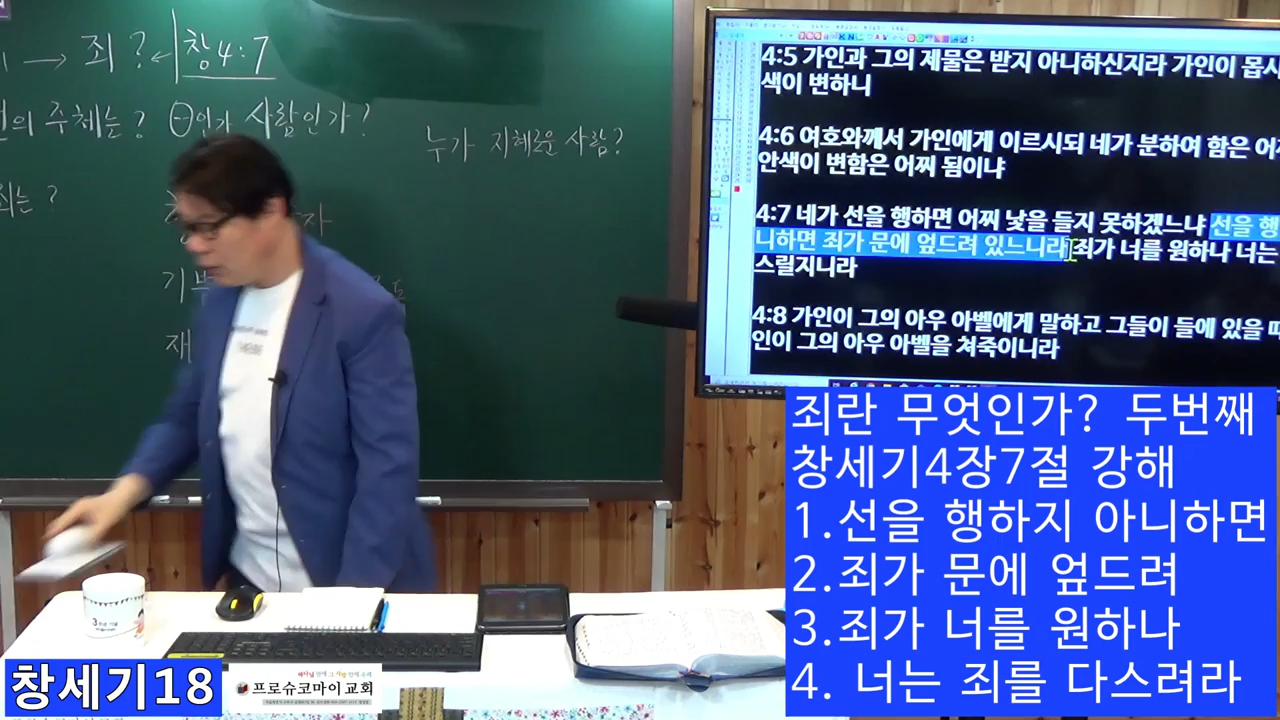 → 죄? ← 창4:7
의 주체는? 인가 사람인가?
누가 지혜로운 사람?
죄는?
자
기부
재
4:5 가인과 그의 제물은 받지 아니하신지라 가인이 몹시
색이 변하니
4:6 여호와께서 가인에게 이르시되 네가 분하여 함은
안색이 변함은 어찌 됨이냐
4:7 네가 선을 행하면 어찌 낯을 들지 못하겠느냐 선을 행
니하면 죄가 문에 엎드려 있느니라 죄가 너를 원하나 너는
스릴지니라
4:8 가인이 그의 아우 아벨에게 말하고 그들이 들에 있을
인이 그의 아우 아벨을 쳐죽이니라
죄란 무엇인가? 두번째
창세기4장7절 강해
1.선을 행하지 아니하면
2.죄가 문에 엎드려
3.죄가 너를 원하나
4. 너는 죄를 다스려라
창세기18
프로슈코마이 교회